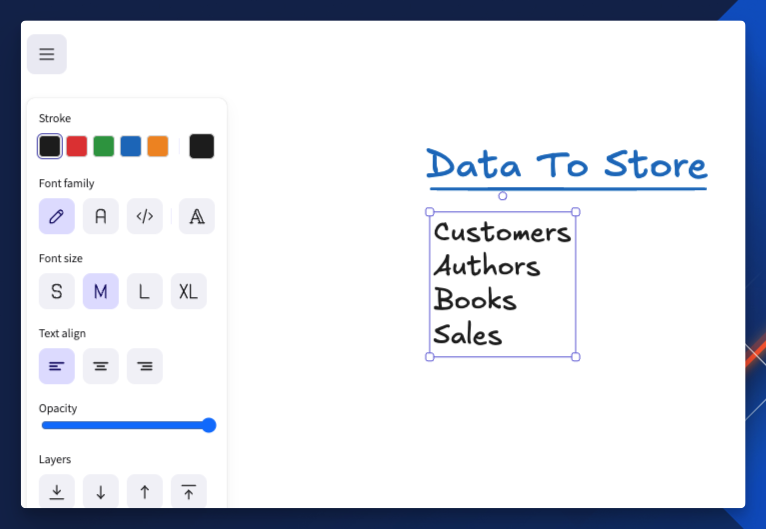 Stroke
Data To Store
Font family
A
</>
A
Customers
Authors
Books
Sales
Font size
S M L XL
Text align
Opacity
Layers